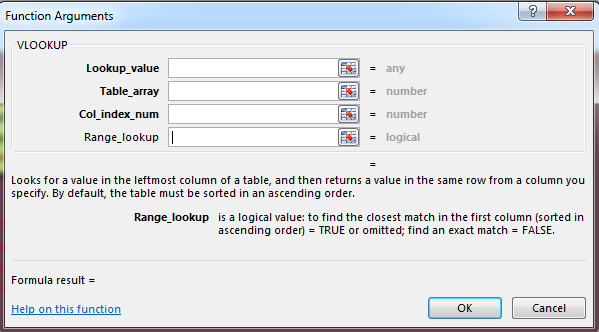 Function Arguments
?
VLOOKUP
Lookup_value = any
Table_array = number
Col_index_num = number
Range_lookup = logical
=
Looks for a value in the leftmost column of a table, and then returns a value in the same row from a column you
specify. By default, the table must be sorted in an ascending order.
Range_lookup is a logical value: to find the closest match in the first column (sorted in
ascending order) = TRUE or omitted; find an exact match = FALSE.
Formula result =
Help on this function
OK Cancel